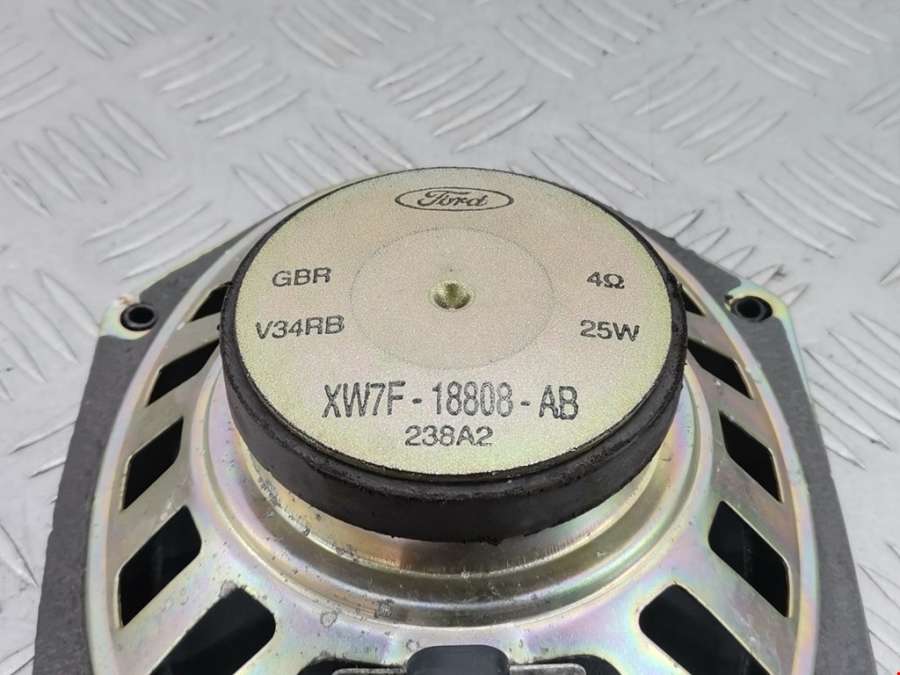 Ford
GBR 4Ω
V34RB 25W
XW7F-18808-AB
238A2